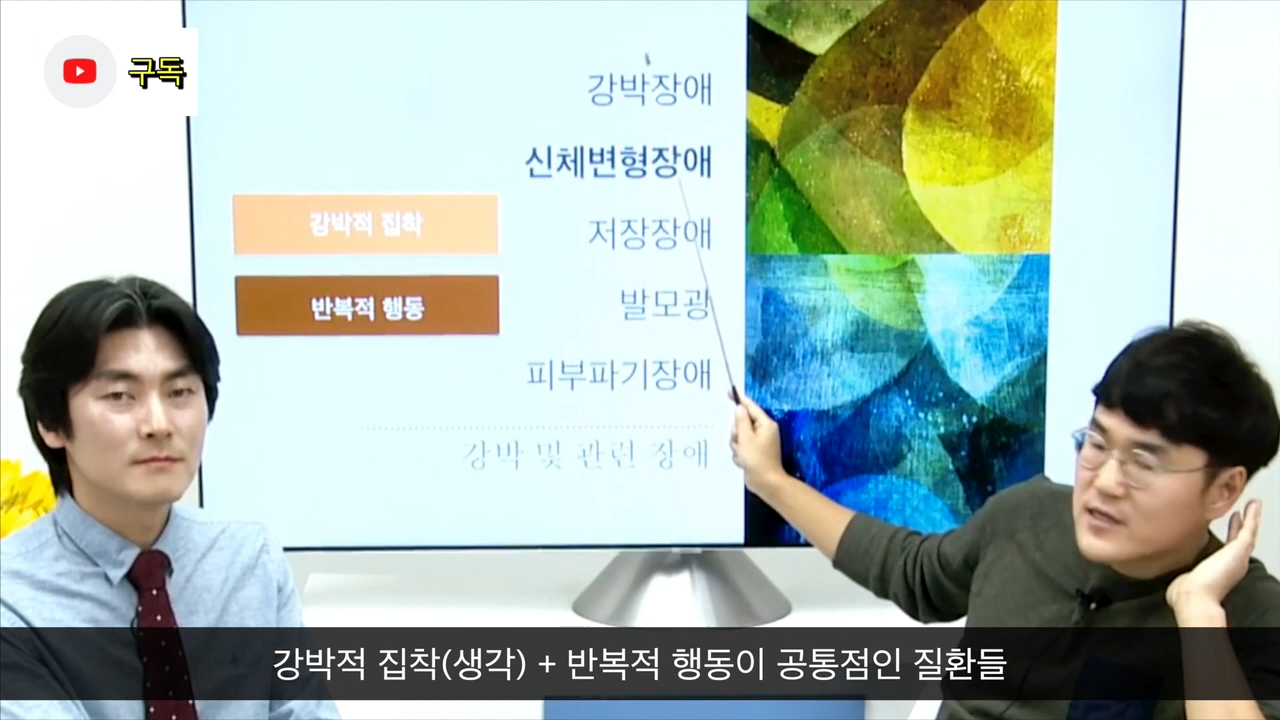 구독
강박장애
신체변형장애
강박적 집착
저장장애
반복적 행동
발모광
피부파기장애
강박 및 관련 장애
강박적 집착(생각) + 반복적 행동이 공통점인 질환들